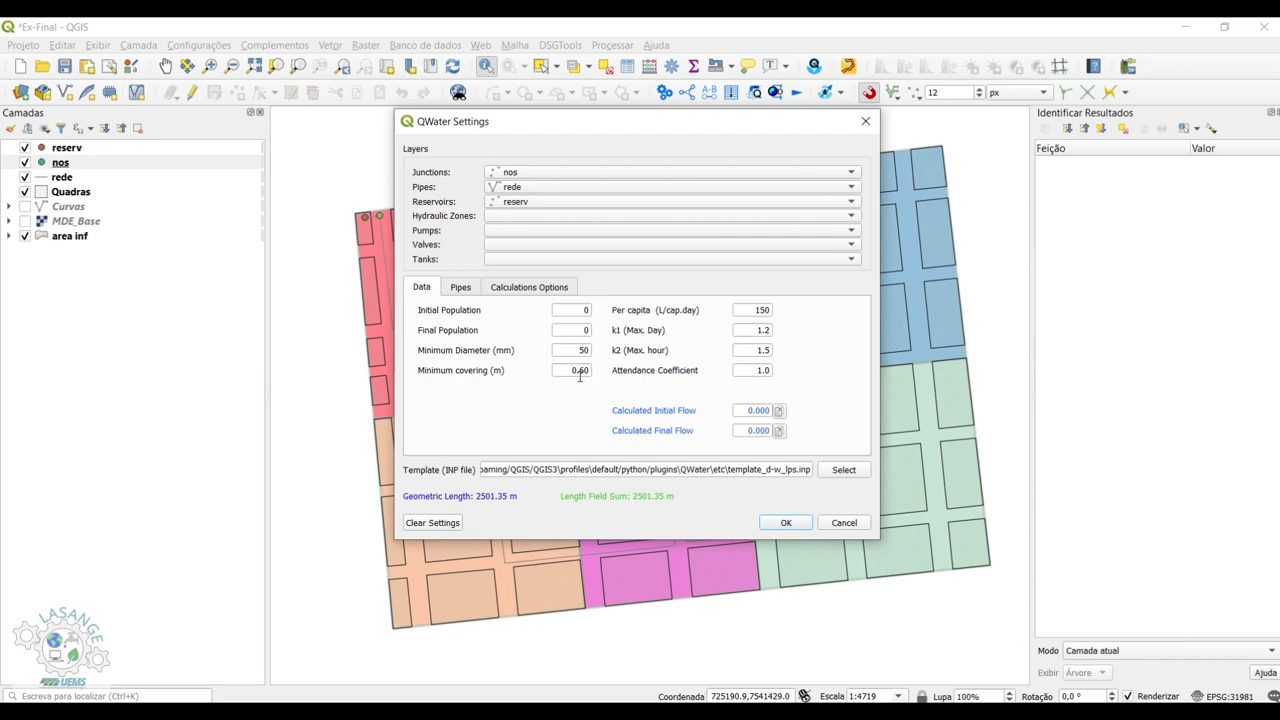 *Ex-Final - QGIS
Projeto Editar Exibir Camada Configurações Complementos Vetor Raster Banco de dados Web Malha DSGTools Processar Ajuda
12 px
Camadas
reserv
nos
rede
Quadras
Curvas
MDE_Base
area inf
QWater Settings
Layers
Junctions: nos
Pipes: rede
Reservoirs: reserv
Hydraulic Zones:
Pumps:
Valves:
Tanks:
Data Pipes Calculations Options
Initial Population 0 Per capita (L/cap.day) 150
Final Population 0 k1 (Max. Day) 1.2
Minimum Diameter (mm) 50 k2 (Max. hour) 1.5
Minimum covering (m) 0.60 Attendance Coefficient 1.0
Calculated Initial Flow 0.000
Calculated Final Flow 0.000
Template (INP file) oaming/QGIS/QGIS3\profiles\default/python/plugins\QWater\etc\template_d-w_lps.inp Select
Geometric Length: 2501.35 m Length Field Sum: 2501.35 m
Clear Settings OK Cancel
Identificar Resultados
Feição Valor
Modo Camada atual
Exibir Árvore Ajuda
LASANGE
UEMS
Escreva para localizar (Ctrl+K) Coordenada 725190.9,7541429.0 Escala 1:4719 Lupa 100% Rotação 0,0 ° Renderizar EPSG:31981